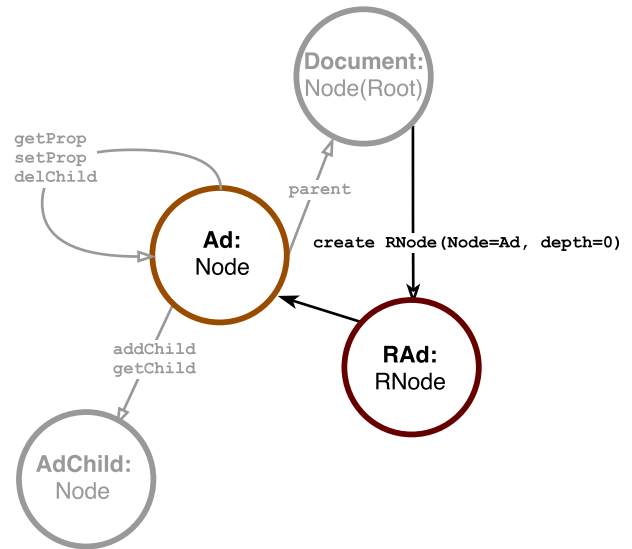 Document:
Node(Root)
getProp
setProp
delChild
parent
Ad:
Node
create RNode(Node=Ad, depth=0)
addChild
getChild
RAd:
RNode
AdChild:
Node